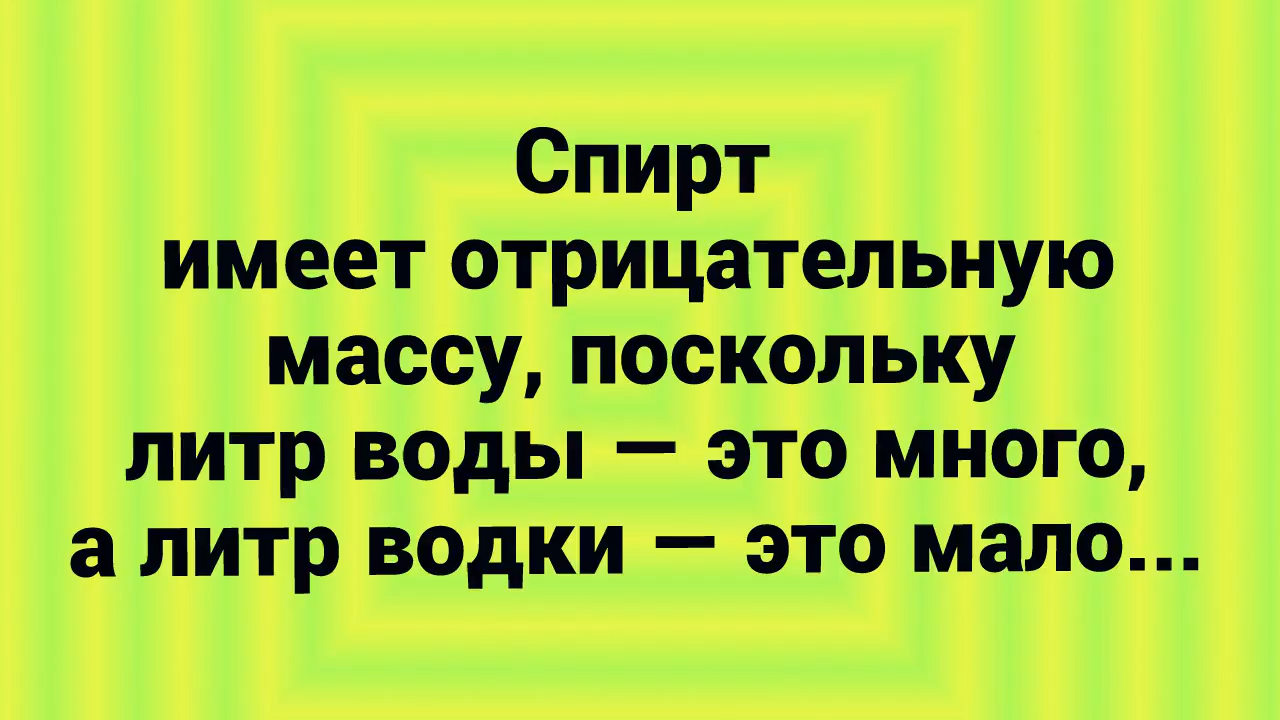 Спирт
имеет отрицательную
массу, поскольку
литр воды — это много,
а литр водки — это мало...